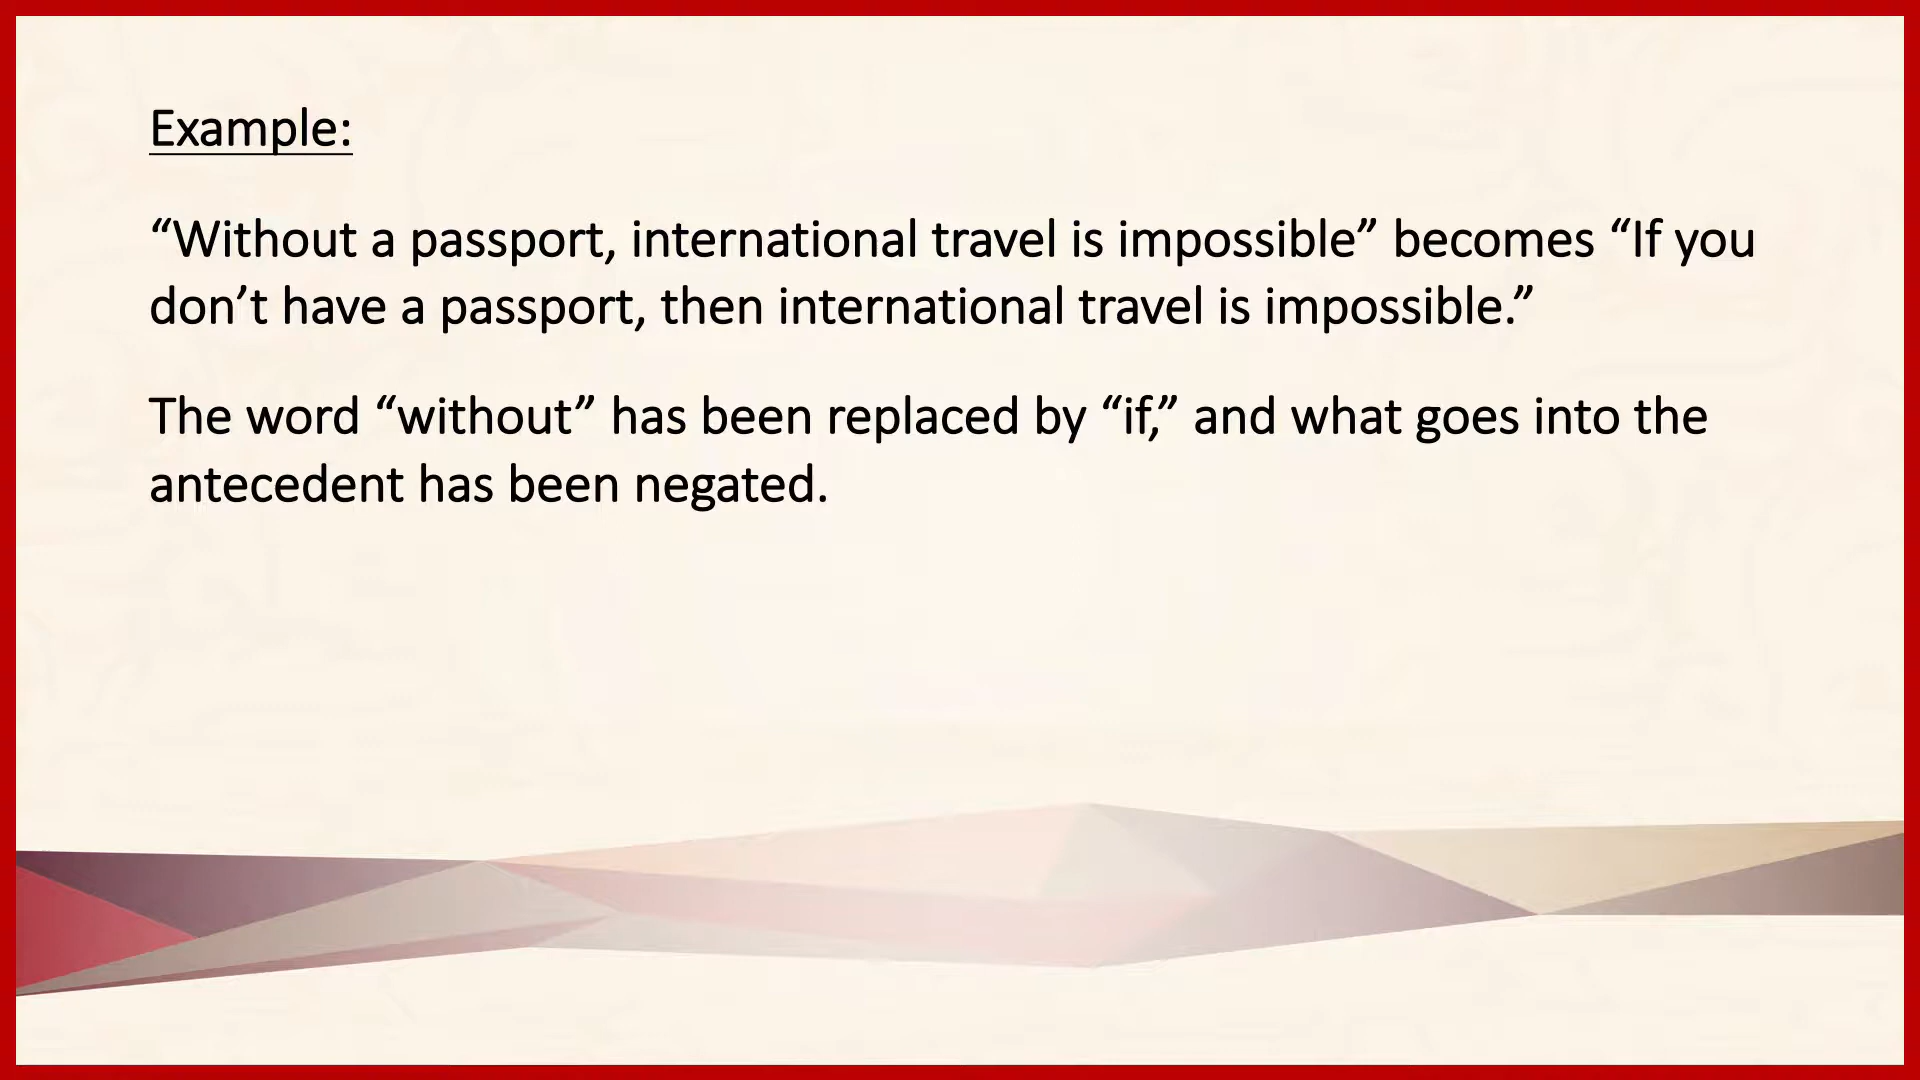 Example:
“Without a passport, international travel is impossible” becomes “If you
don’t have a passport, then international travel is impossible.”
The word “without” has been replaced by “if,” and what goes into the
antecedent has been negated.